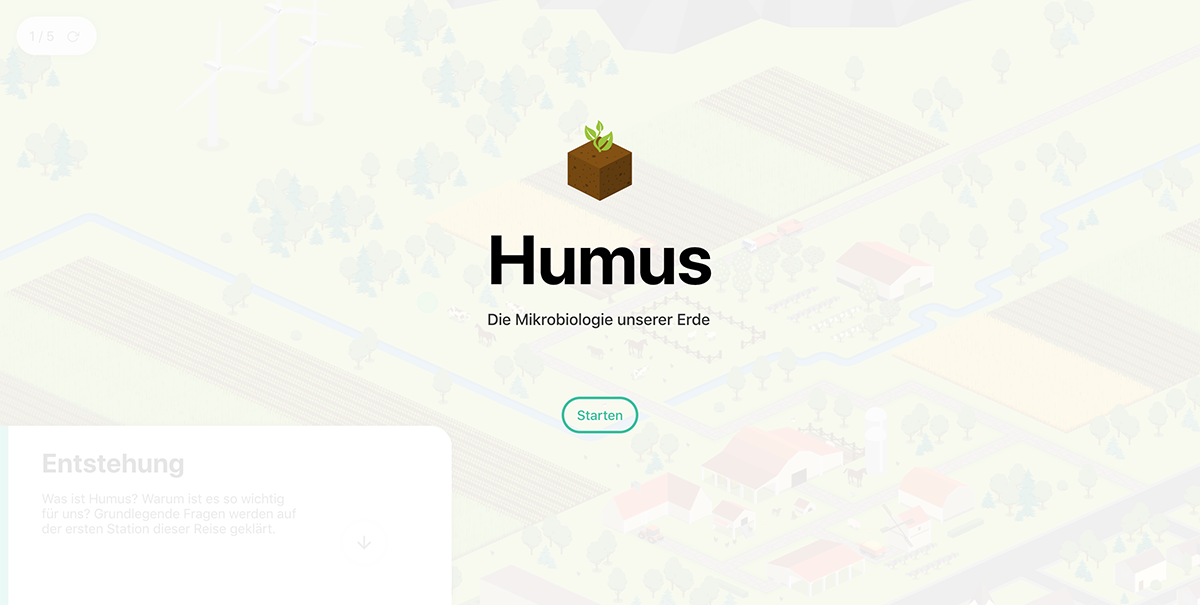 1 / 5
Humus
Die Mikrobiologie unserer Erde
Starten
Entstehung
Was ist Humus? Warum ist es so wichtig
für uns? Grundlegende Fragen werden auf
der ersten Station dieser Reise geklärt.